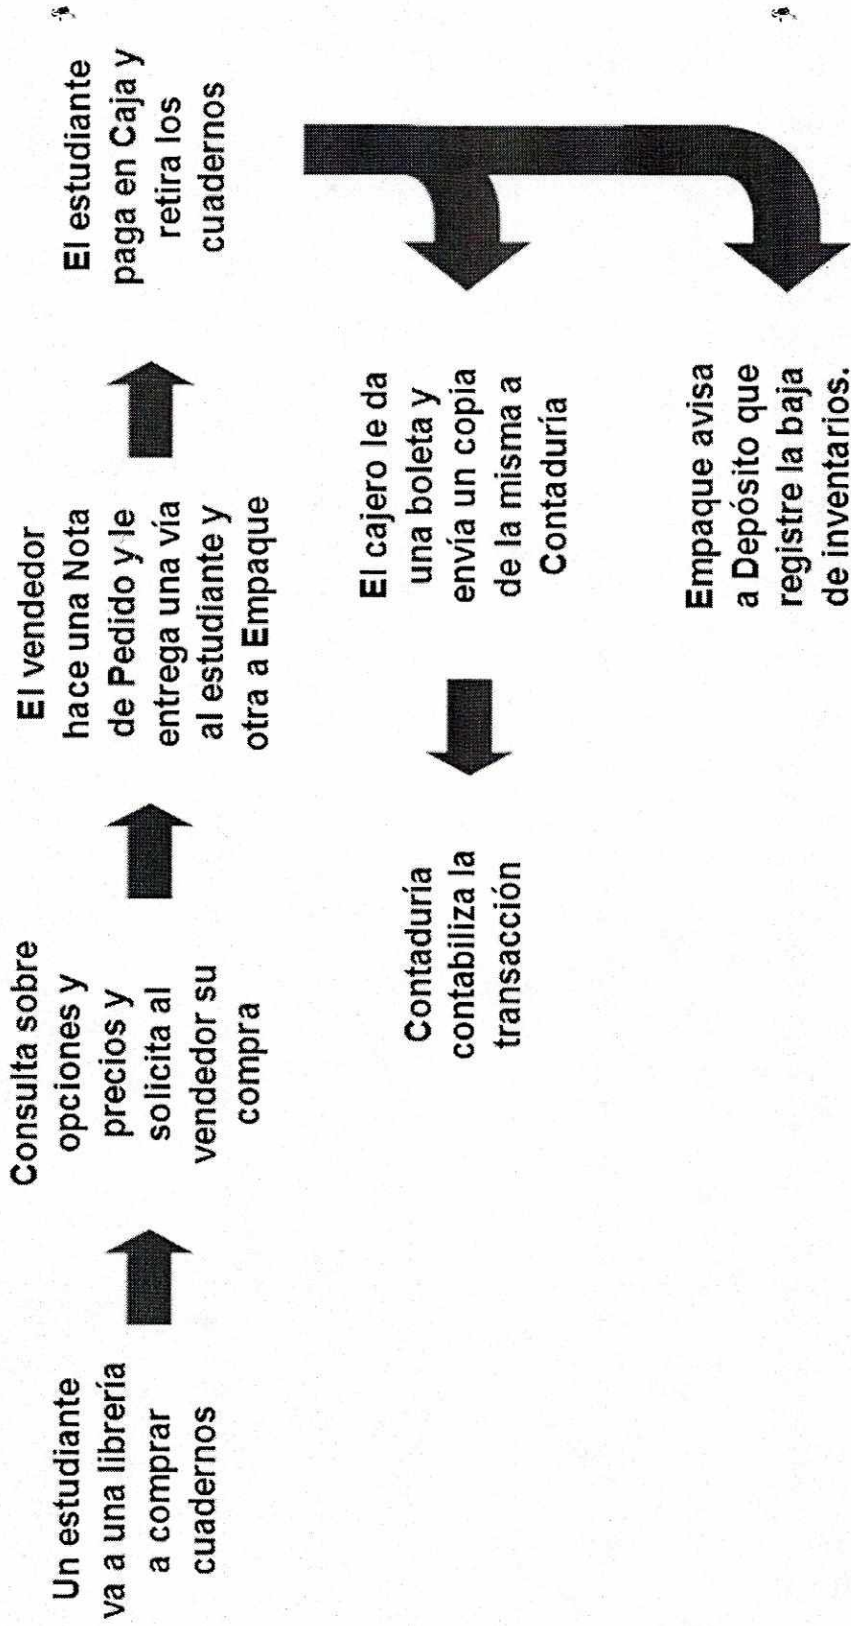 Un estudiante
va a una librería
a comprar
cuadernos
Consulta sobre
opciones y
precios y
solicita al
vendedor su
compra
El vendedor
hace una Nota
de Pedido y le
entrega una vía
al estudiante y
otra a Empaque
El estudiante
paga en Caja y
retira los
cuadernos
El cajero le da
una boleta y
envía un copia
de la misma a
Contaduría
Contaduría
contabiliza la
transacción
Empaque avisa
a Depósito que
registre la baja
de inventarios.